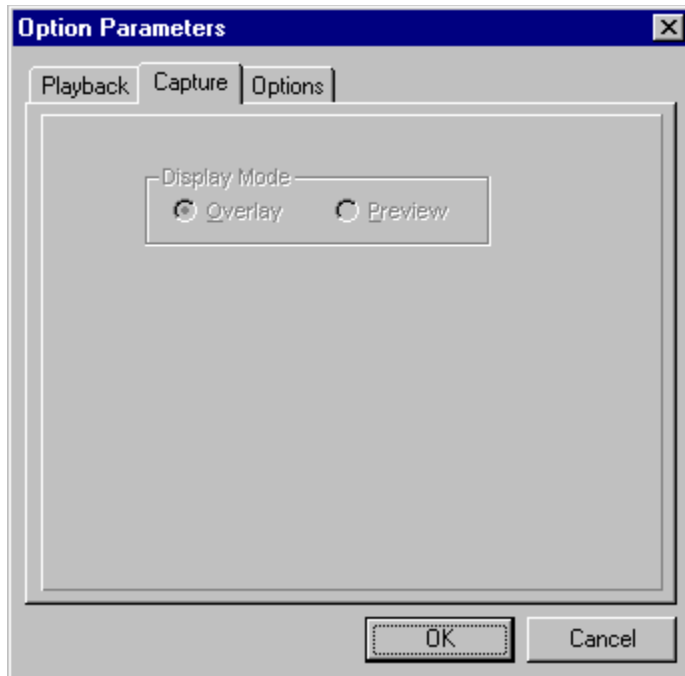 Option Parameters
Playback Capture Options
Display Mode
Overlay Preview
OK Cancel